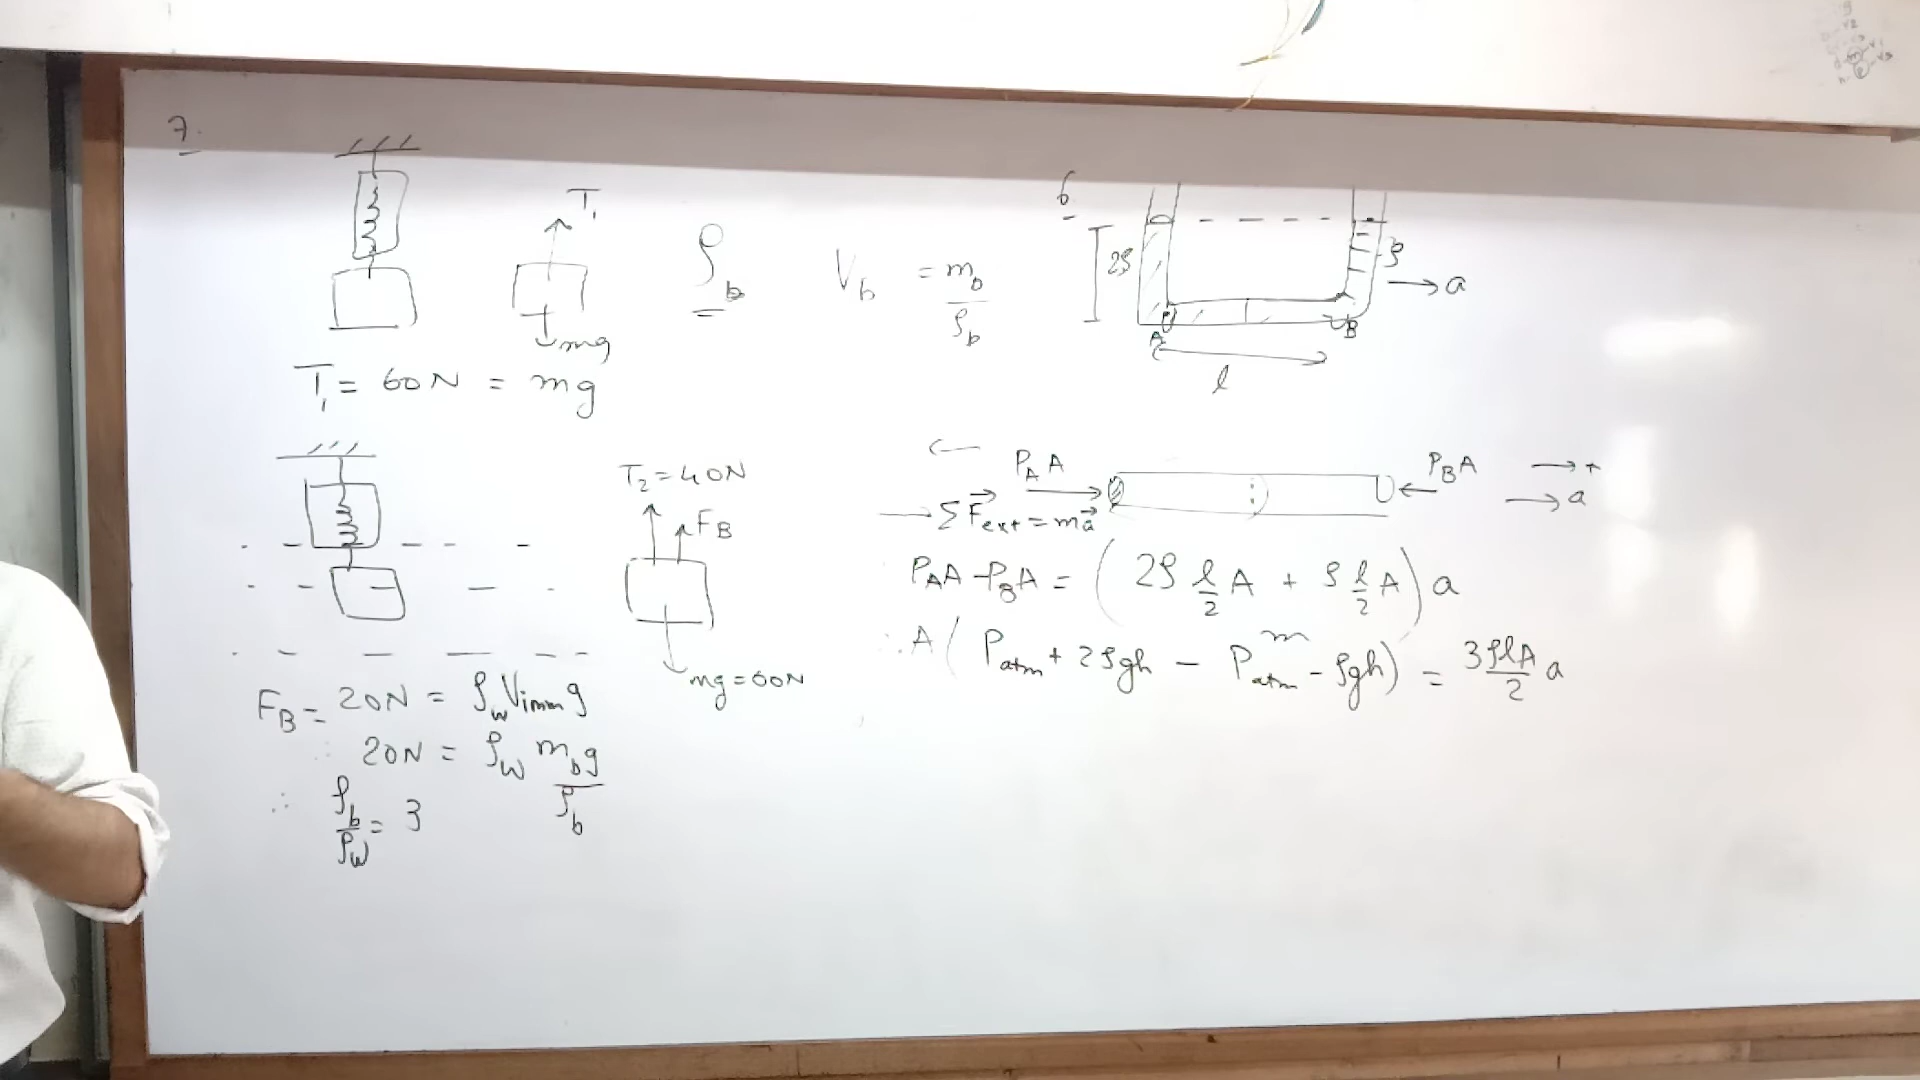 7.
T₁
mg
ρ_b
V_b = m_b/ρ_b
T₁ = 60N = mg
T₂ = 40N
F_B
mg = 60N
F_B = 20N = ρ_w V_imm g
∴ 20N = ρ_w m_b g/ρ_b
∴ ρ_b/ρ_w = 3
6
2ρ
ρ
→ a
A
B
l
←
P_A A
P_B A
→ +
→ a
→ Σ F⃗_ext = ma⃗
P_A A - P_B A = (2ρ l/2 A + ρ l/2 A) a
m
∴ A (P_atm + 2ρgh - P_atm - ρgh) = 3ρlA/2 a